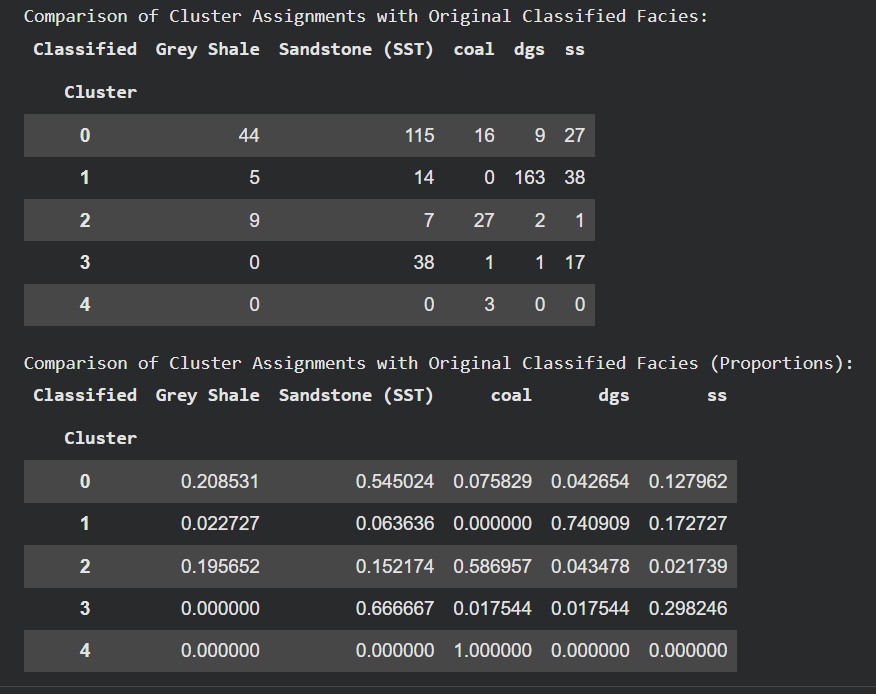 Comparison of Cluster Assignments with Original Classified Facies:
Classified Grey Shale Sandstone (SST) coal dgs ss
Cluster
0 44 115 16 9 27
1 5 14 0 163 38
2 9 7 27 2 1
3 0 38 1 1 17
4 0 0 3 0 0
Comparison of Cluster Assignments with Original Classified Facies (Proportions):
Classified Grey Shale Sandstone (SST) coal dgs ss
Cluster
0 0.208531 0.545024 0.075829 0.042654 0.127962
1 0.022727 0.063636 0.000000 0.740909 0.172727
2 0.195652 0.152174 0.586957 0.043478 0.021739
3 0.000000 0.666667 0.017544 0.017544 0.298246
4 0.000000 0.000000 1.000000 0.000000 0.000000